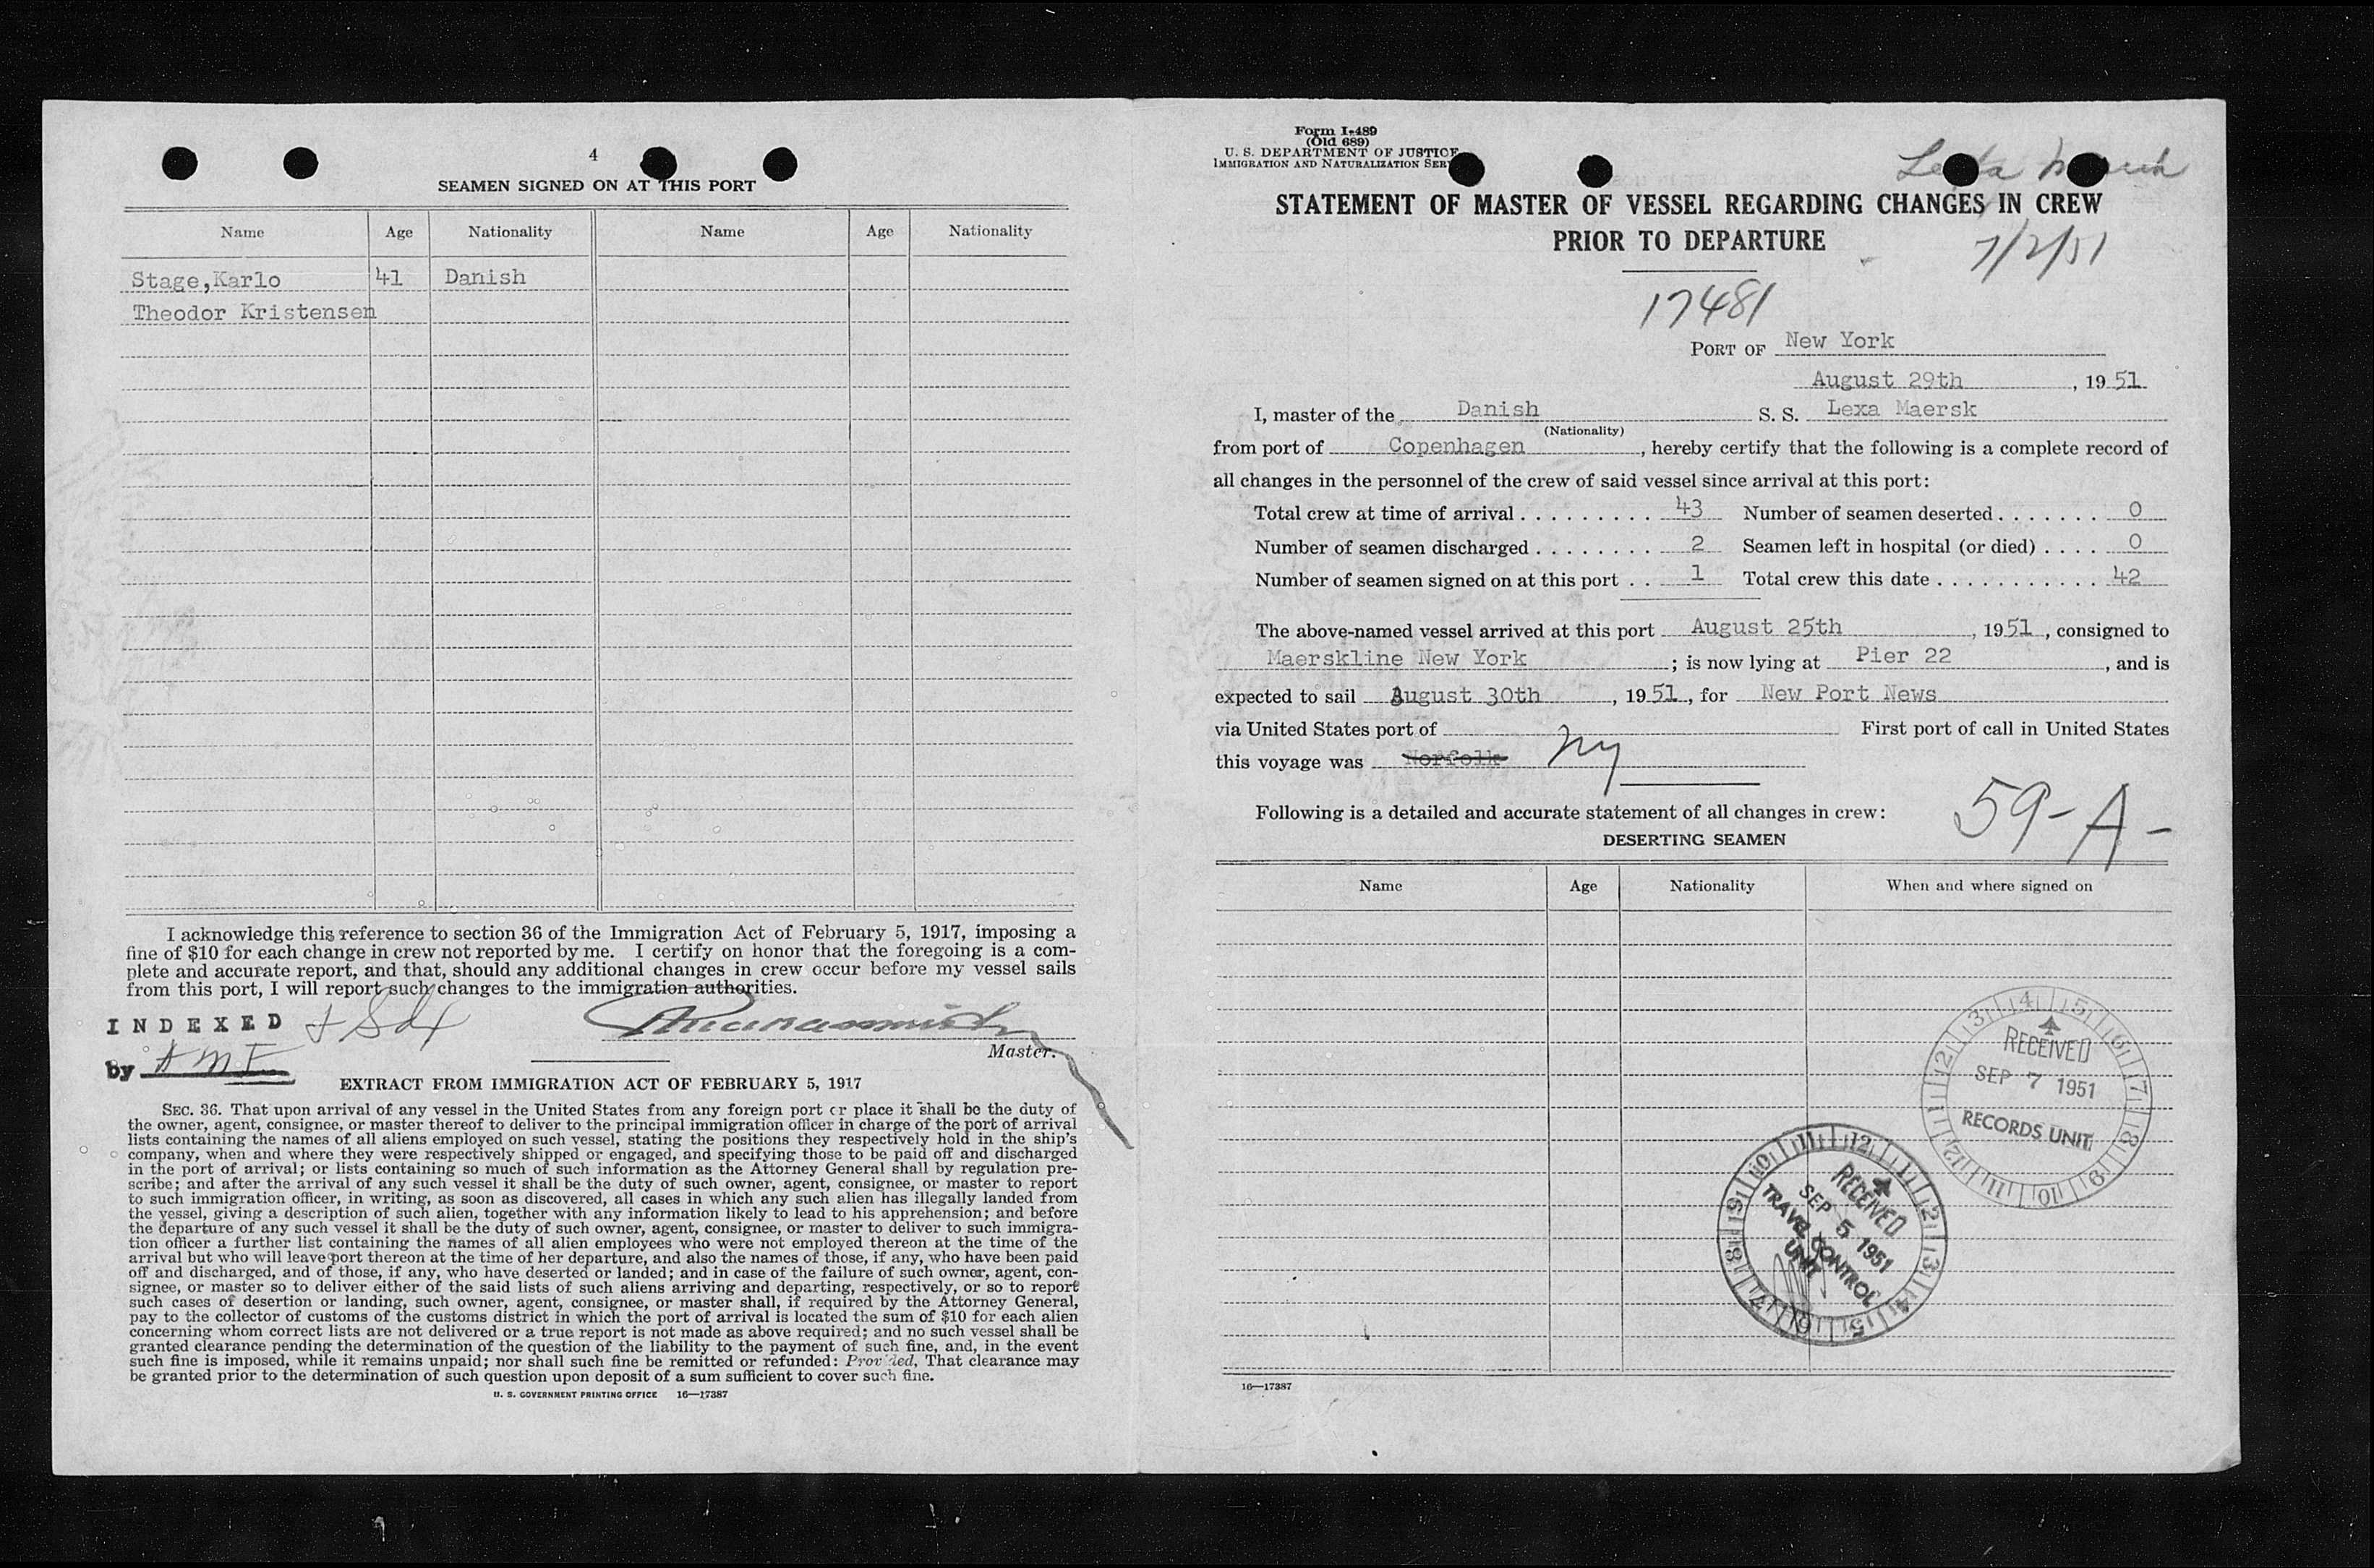 4
SEAMEN SIGNED ON AT THIS PORT
Name Age Nationality Name Age Nationality
Stage,Karlo 41 Danish
Theodor Kristensen
I acknowledge this reference to section 36 of the Immigration Act of February 5, 1917, imposing a
fine of $10 for each change in crew not reported by me. I certify on honor that the foregoing is a com-
plete and accurate report, and that, should any additional changes in crew occur before my vessel sails
from this port, I will report such changes to the immigration authorities.
INDEXED
by A M F
Master.
EXTRACT FROM IMMIGRATION ACT OF FEBRUARY 5, 1917
SEC. 36. That upon arrival of any vessel in the United States from any foreign port or place it shall be the duty of
the owner, agent, consignee, or master thereof to deliver to the principal immigration officer in charge of the port of arrival
lists containing the names of all aliens employed on such vessel, stating the positions they respectively hold in the ship's
company, when and where they were respectively shipped or engaged, and specifying those to be paid off and discharged
in the port of arrival; or lists containing so much of such information as the Attorney General shall by regulation pre-
scribe; and after the arrival of any such vessel it shall be the duty of such owner, agent, consignee, or master to report
to such immigration officer, in writing, as soon as discovered, all cases in which any such alien has illegally landed from
the vessel, giving a description of such alien, together with any information likely to lead to his apprehension; and before
the departure of any such vessel it shall be the duty of such owner, agent, consignee, or master to deliver to such immigra-
tion officer a further list containing the names of all alien employees who were not employed thereon at the time of the
arrival but who will leave port thereon at the time of her departure, and also the names of those, if any, who have been paid
off and discharged, and of those, if any, who have deserted or landed; and in case of the failure of such owner, agent, con-
signee, or master so to deliver either of the said lists of such aliens arriving and departing, respectively, or so to report
such cases of desertion or landing, such owner, agent, consignee, or master shall, if required by the Attorney General,
pay to the collector of customs of the customs district in which the port of arrival is located the sum of $10 for each alien
concerning whom correct lists are not delivered or a true report is not made as above required; and no such vessel shall be
granted clearance pending the determination of the question of the liability to the payment of such fine, and, in the event
such fine is imposed, while it remains unpaid; nor shall such fine be remitted or refunded: Provided, That clearance may
be granted prior to the determination of such question upon deposit of a sum sufficient to cover such fine.
U. S. GOVERNMENT PRINTING OFFICE 16—17387
Form I-489
(Old 689)
U. S. DEPARTMENT OF JUSTICE
IMMIGRATION AND NATURALIZATION SER
Lexa
STATEMENT OF MASTER OF VESSEL REGARDING CHANGES IN CREW
PRIOR TO DEPARTURE
7/2/51
17481
PORT OF New York
August 29th, 1951
I, master of the Danish S. S. Lexa Maersk
(Nationality)
from port of Copenhagen, hereby certify that the following is a complete record of
all changes in the personnel of the crew of said vessel since arrival at this port:
Total crew at time of arrival . . . . . . . . . 43 Number of seamen deserted . . . . . . . 0
Number of seamen discharged . . . . . . . . 2 Seamen left in hospital (or died) . . . . 0
Number of seamen signed on at this port . . 1 Total crew this date . . . . . . . . . . . 42
The above-named vessel arrived at this port August 25th, 1951, consigned to
Maerskline New York; is now lying at Pier 22, and is
expected to sail August 30th, 1951, for New Port News
via United States port of First port of call in United States
this voyage was Norfolk Ny
Following is a detailed and accurate statement of all changes in crew:
59-A-
DESERTING SEAMEN
Name Age Nationality When and where signed on
RECEIVED
SEP 7 1951
RECORDS UNIT
RECEIVED
SEP 5 1951
TRAVEL CONTROL
UNIT
16—17387